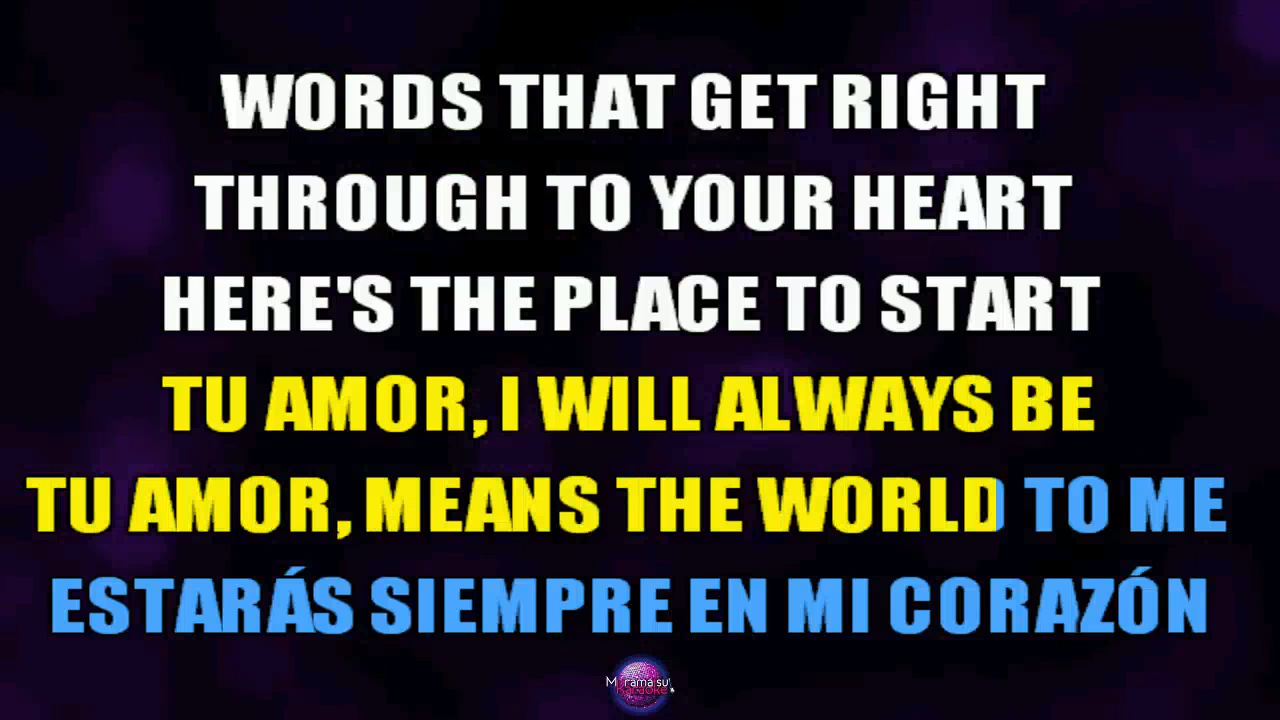 WORDS THAT GET RIGHT
THROUGH TO YOUR HEART
HERE'S THE PLACE TO START
TU AMOR, I WILL ALWAYS BE
TU AMOR, MEANS THE WORLD TO ME
ESTARÁS SIEMPRE EN MI CORAZÓN
Karaoke